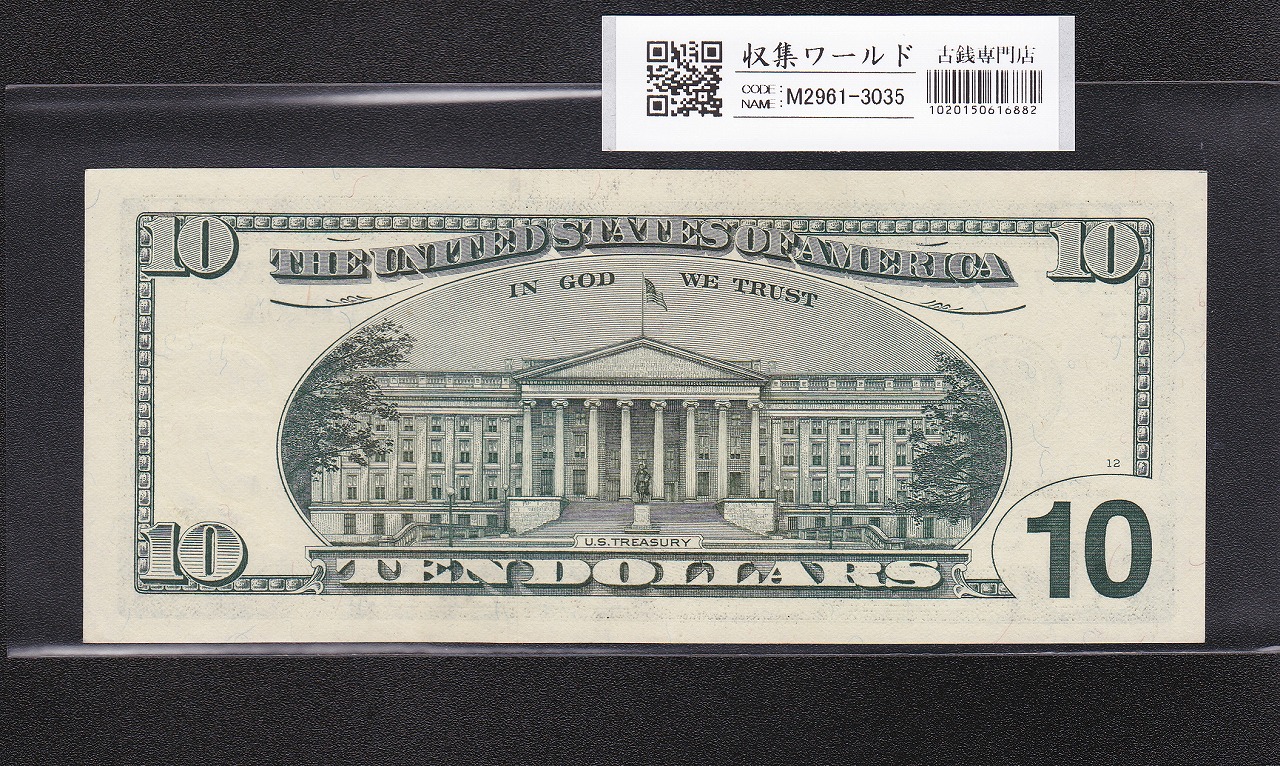 収集ワールド 古銭専門店
CODE:
NAME: M2961-3035
1020150616882
10 THE UNITED STATES OF AMERICA 10
IN GOD WE TRUST
12
U.S. TREASURY
10 TEN DOLLARS 10